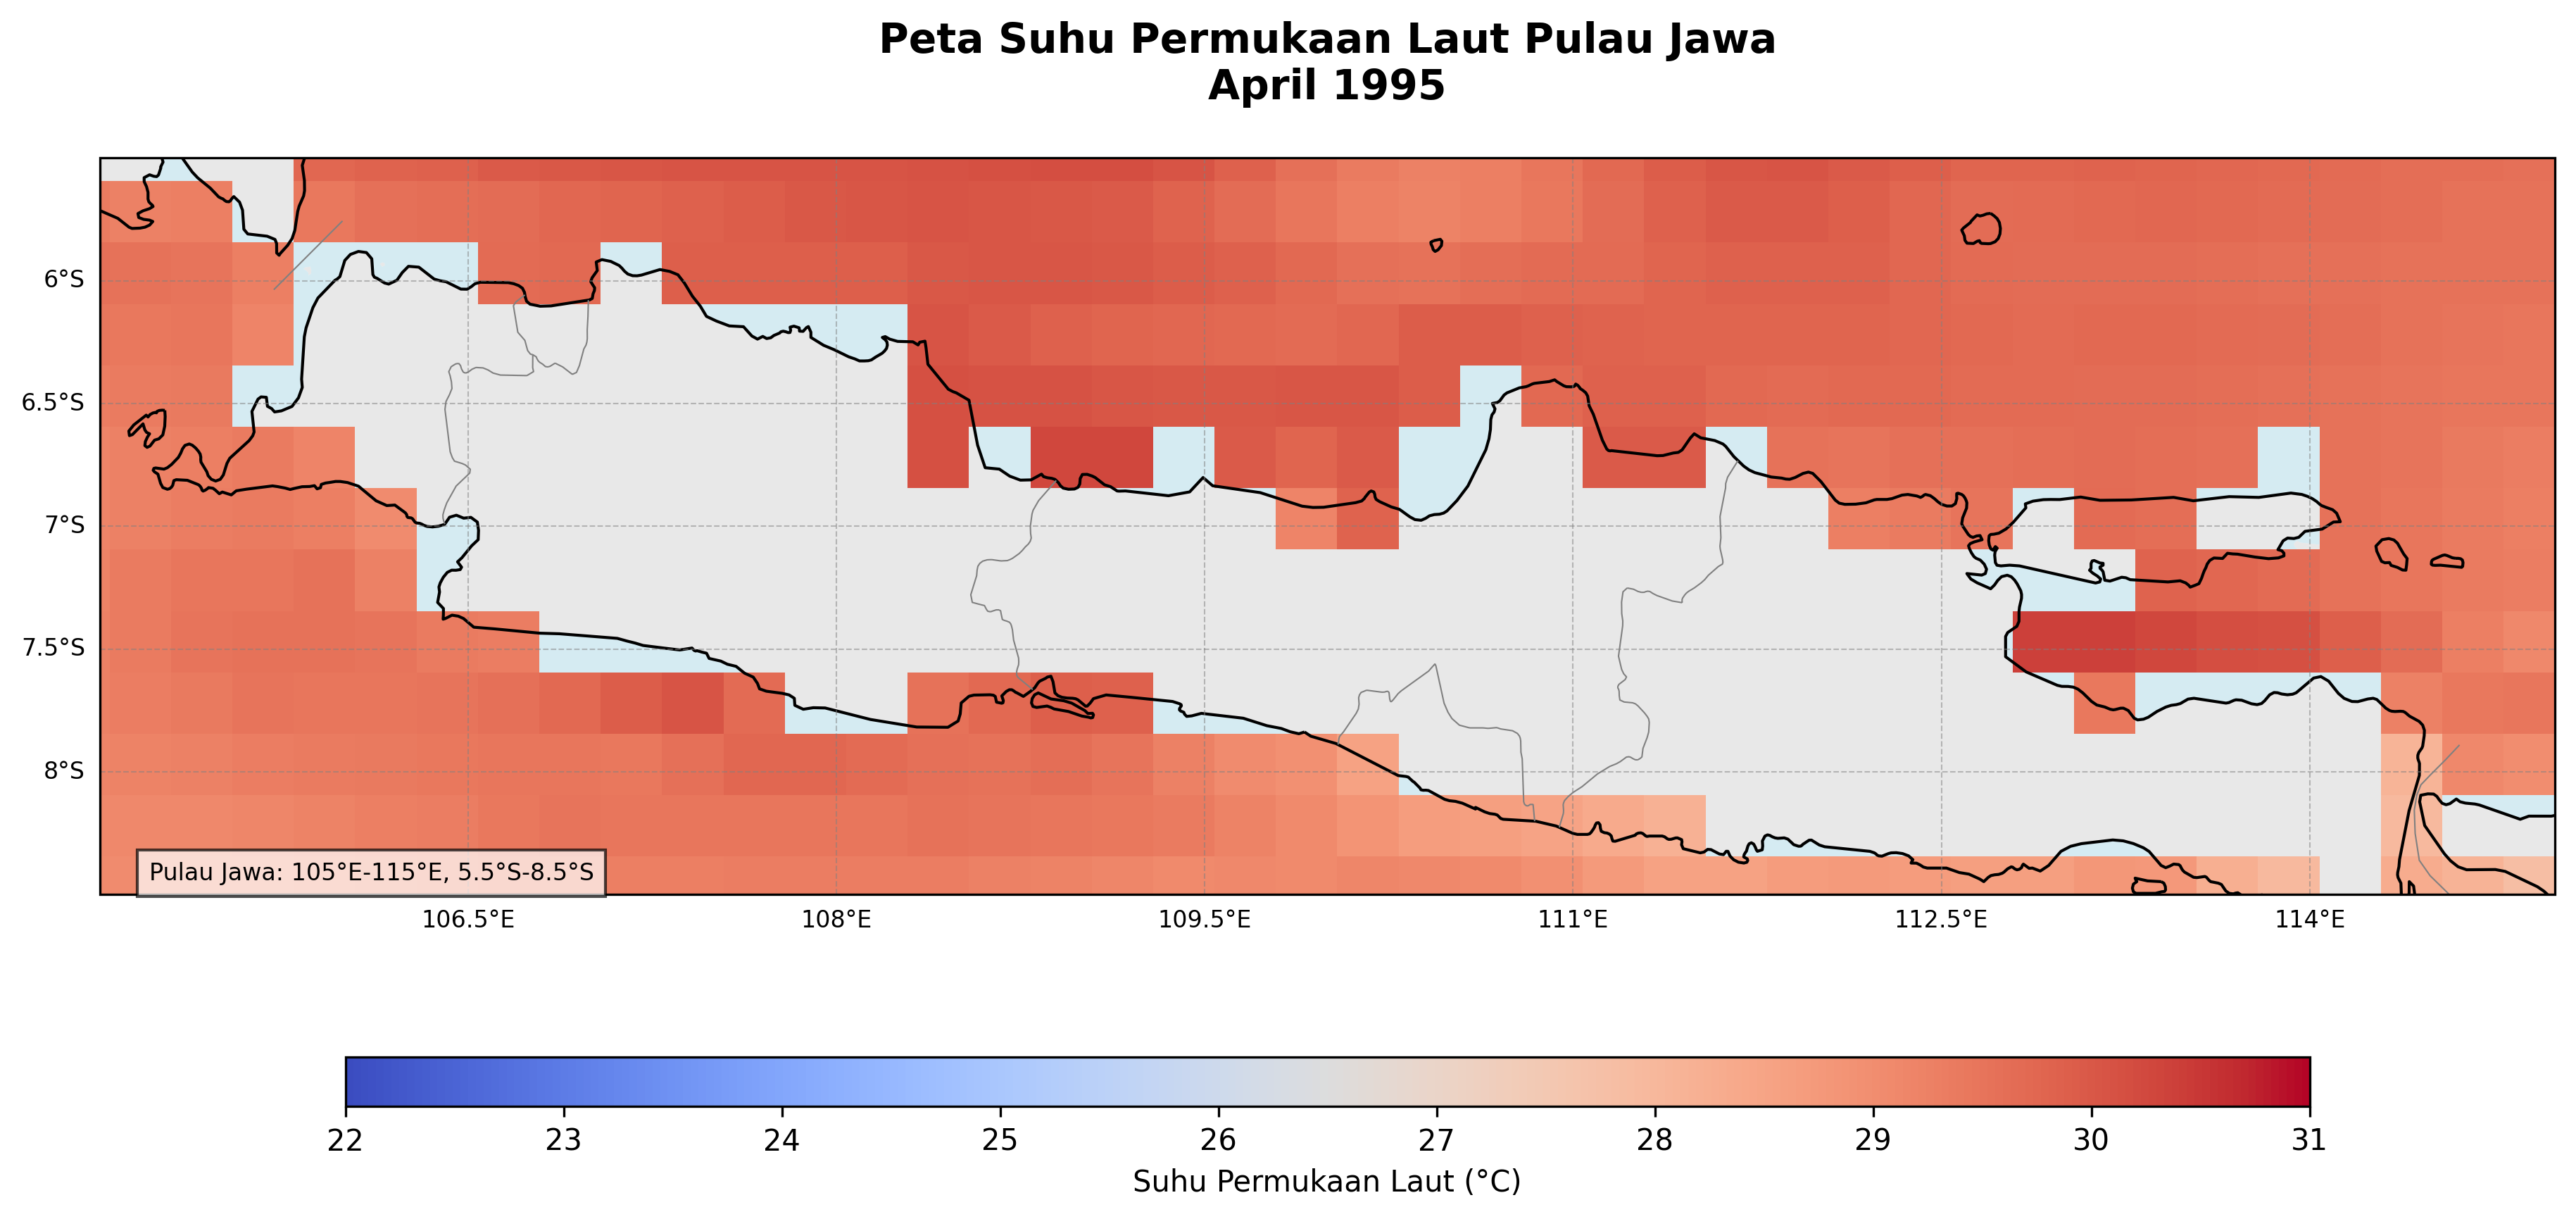 Peta Suhu Permukaan Laut Pulau Jawa
April 1995
6°S
6.5°S
7°S
7.5°S
8°S
Pulau Jawa: 105°E-115°E, 5.5°S-8.5°S
106.5°E 108°E 109.5°E 111°E 112.5°E 114°E
22 23 24 25 26 27 28 29 30 31
Suhu Permukaan Laut (°C)